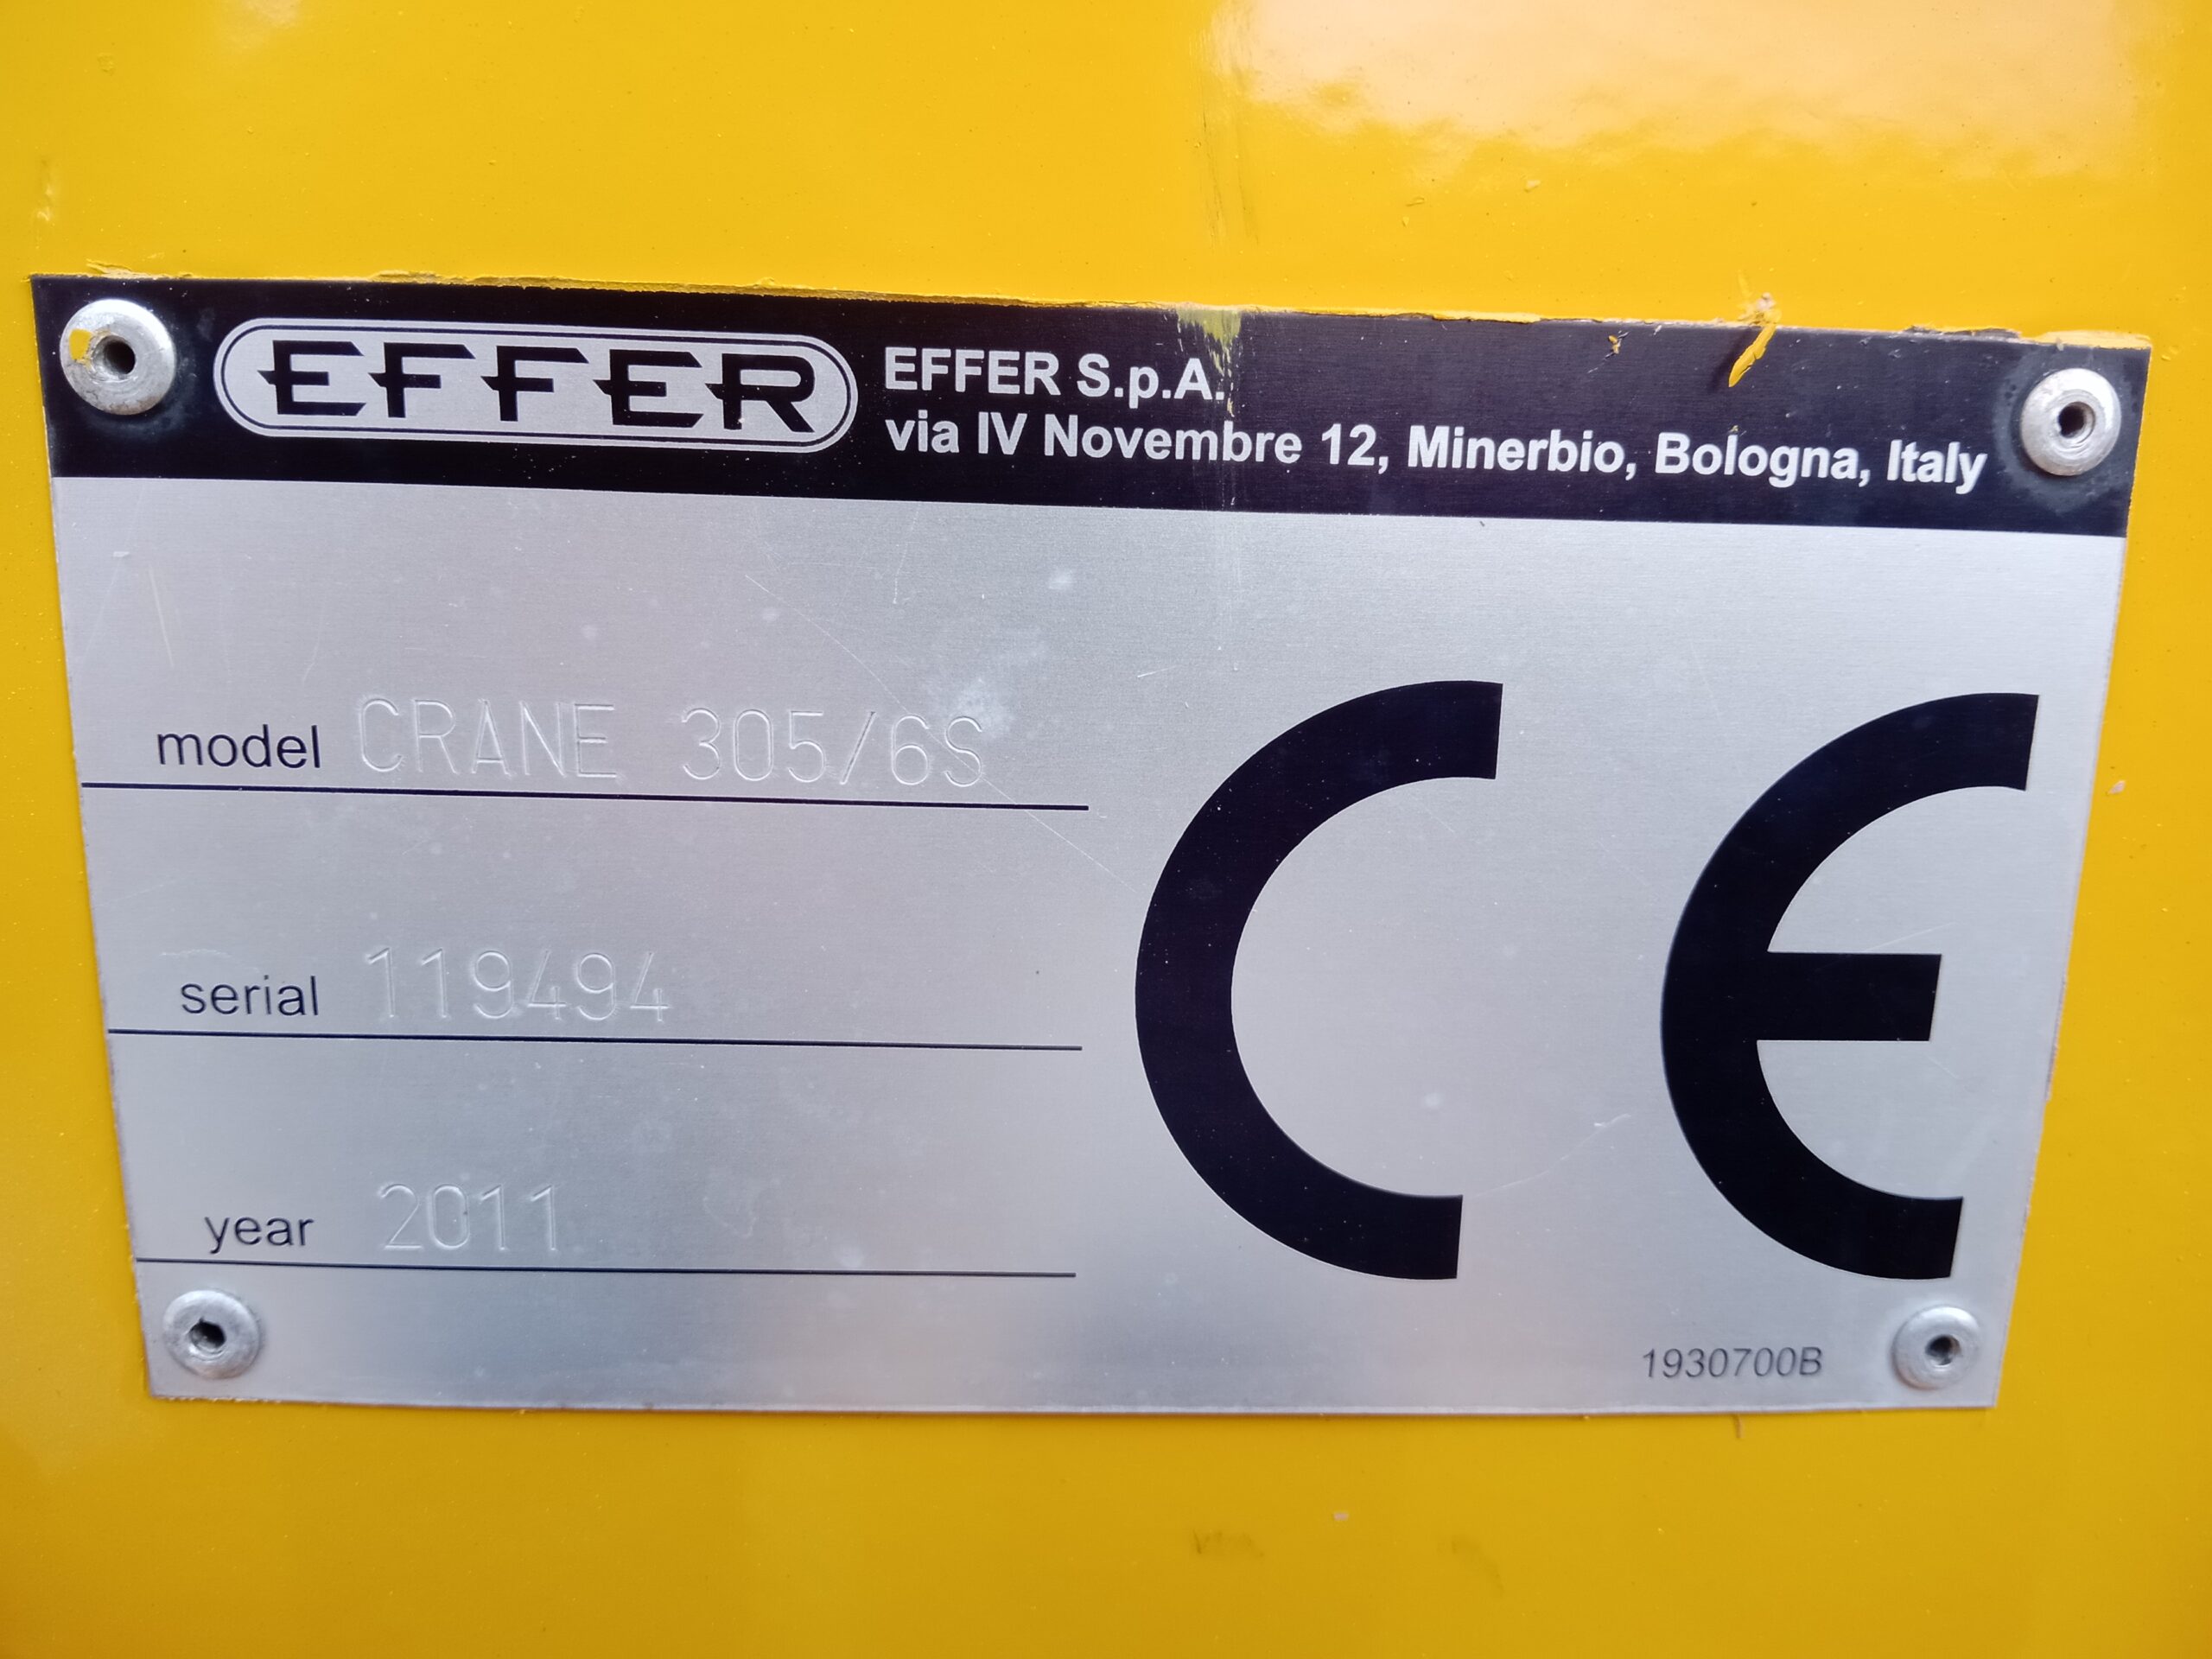 EFFER
EFFER S.p.A.
via IV Novembre 12, Minerbio, Bologna, Italy
model CRANE 305/6S
serial 119494
year 2011
CE
1930700B